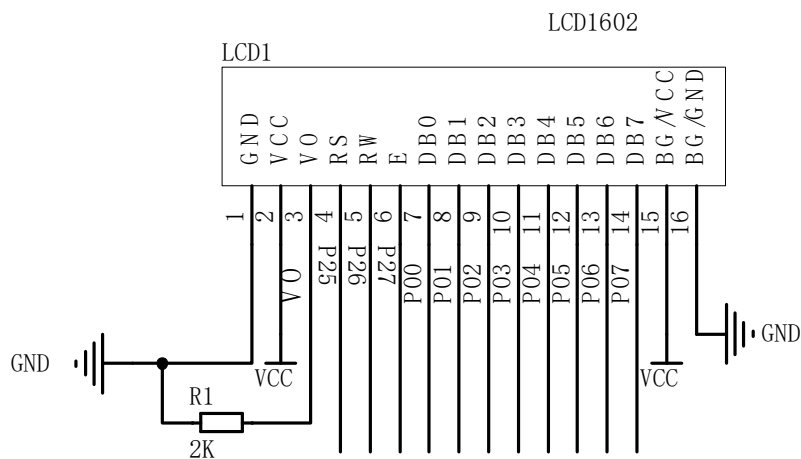 LCD1602
LCD1
GND
VCC
VO
RS
RW
E
DB0
DB1
DB2
DB3
DB4
DB5
DB6
DB7
BG/VCC
BG/GND
1
2
3
4
5
6
7
8
9
10
11
12
13
14
15
16
VO
P25
P26
P27
P00
P01
P02
P03
P04
P05
P06
P07
GND
VCC
VCC
GND
R1
2K